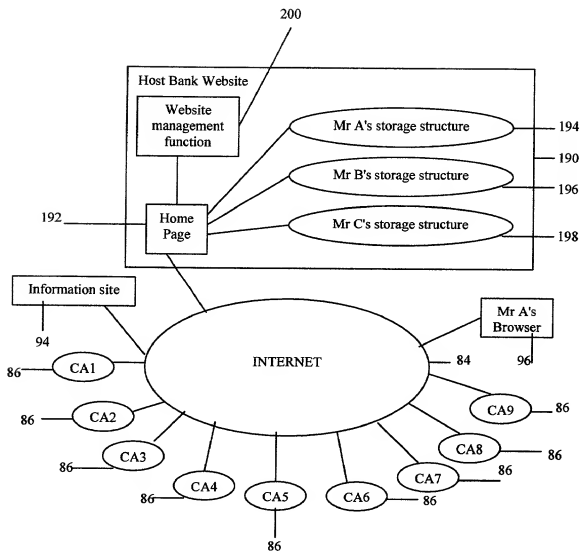 200
Host Bank Website
Website
management
function
Mr A's storage structure
194
190
Mr B's storage structure
196
192
Home
Page
Mr C's storage structure
198
Information site
94
Mr A's
Browser
96
INTERNET
84
86
CA1
86
CA2
86
CA3
86
CA4
CA5
86
CA6
86
CA7
86
CA8
86
CA9
86